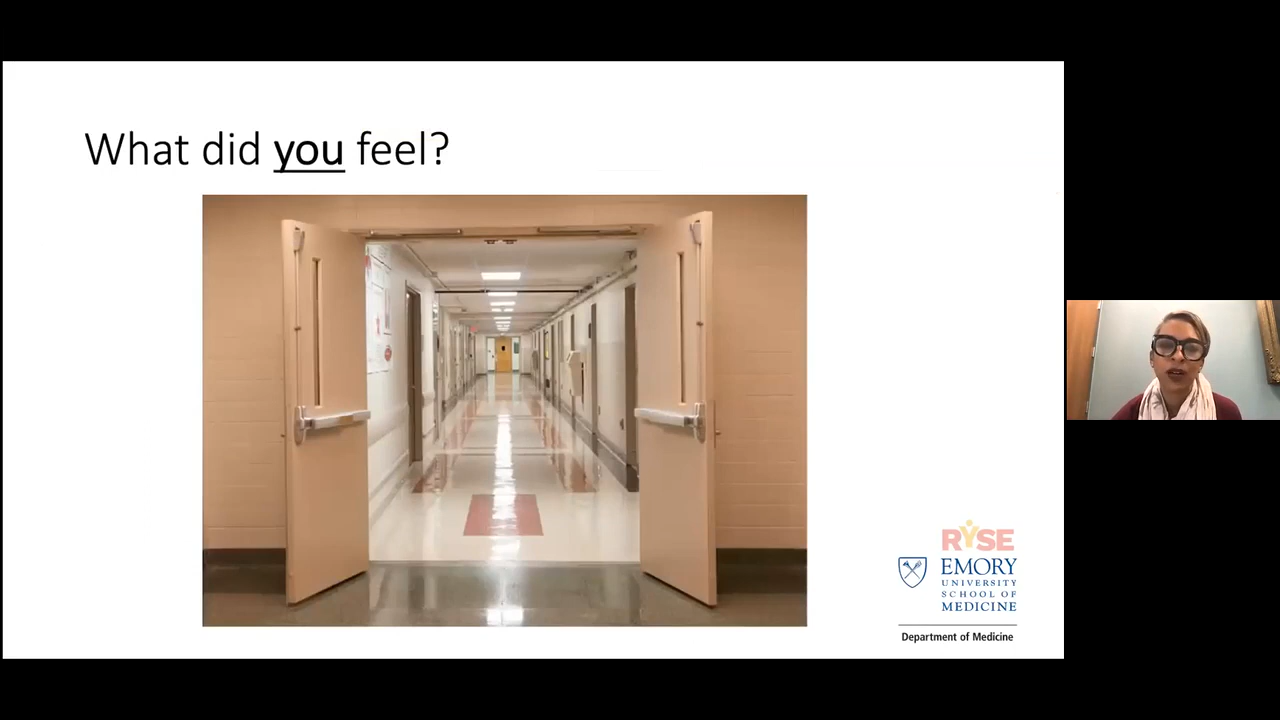 What did you feel?
RYSE
EMORY
UNIVERSITY
SCHOOL OF
MEDICINE
Department of Medicine